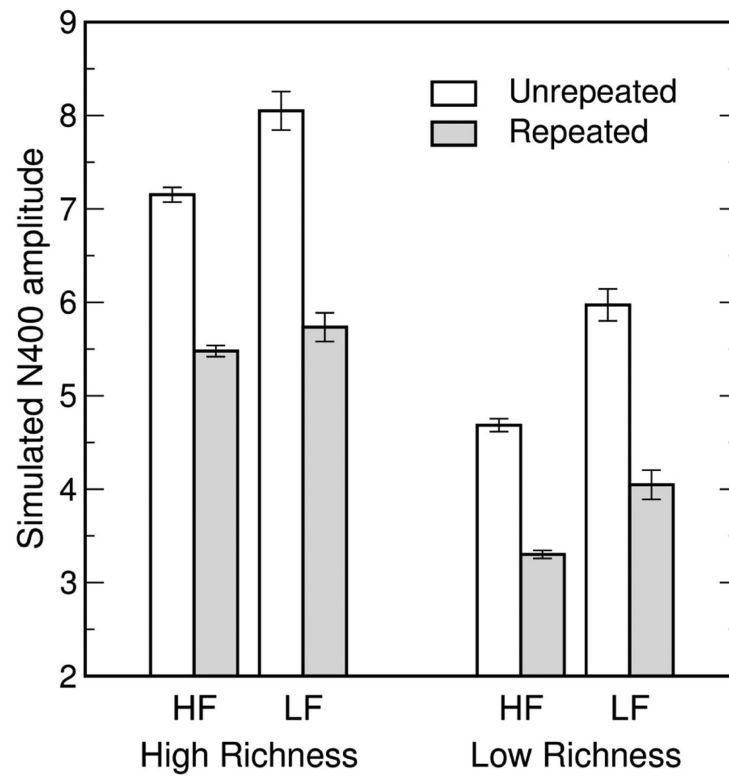 Simulated N400 amplitude
9
8
7
6
5
4
3
2
Unrepeated
Repeated
HF LF HF LF
High Richness Low Richness